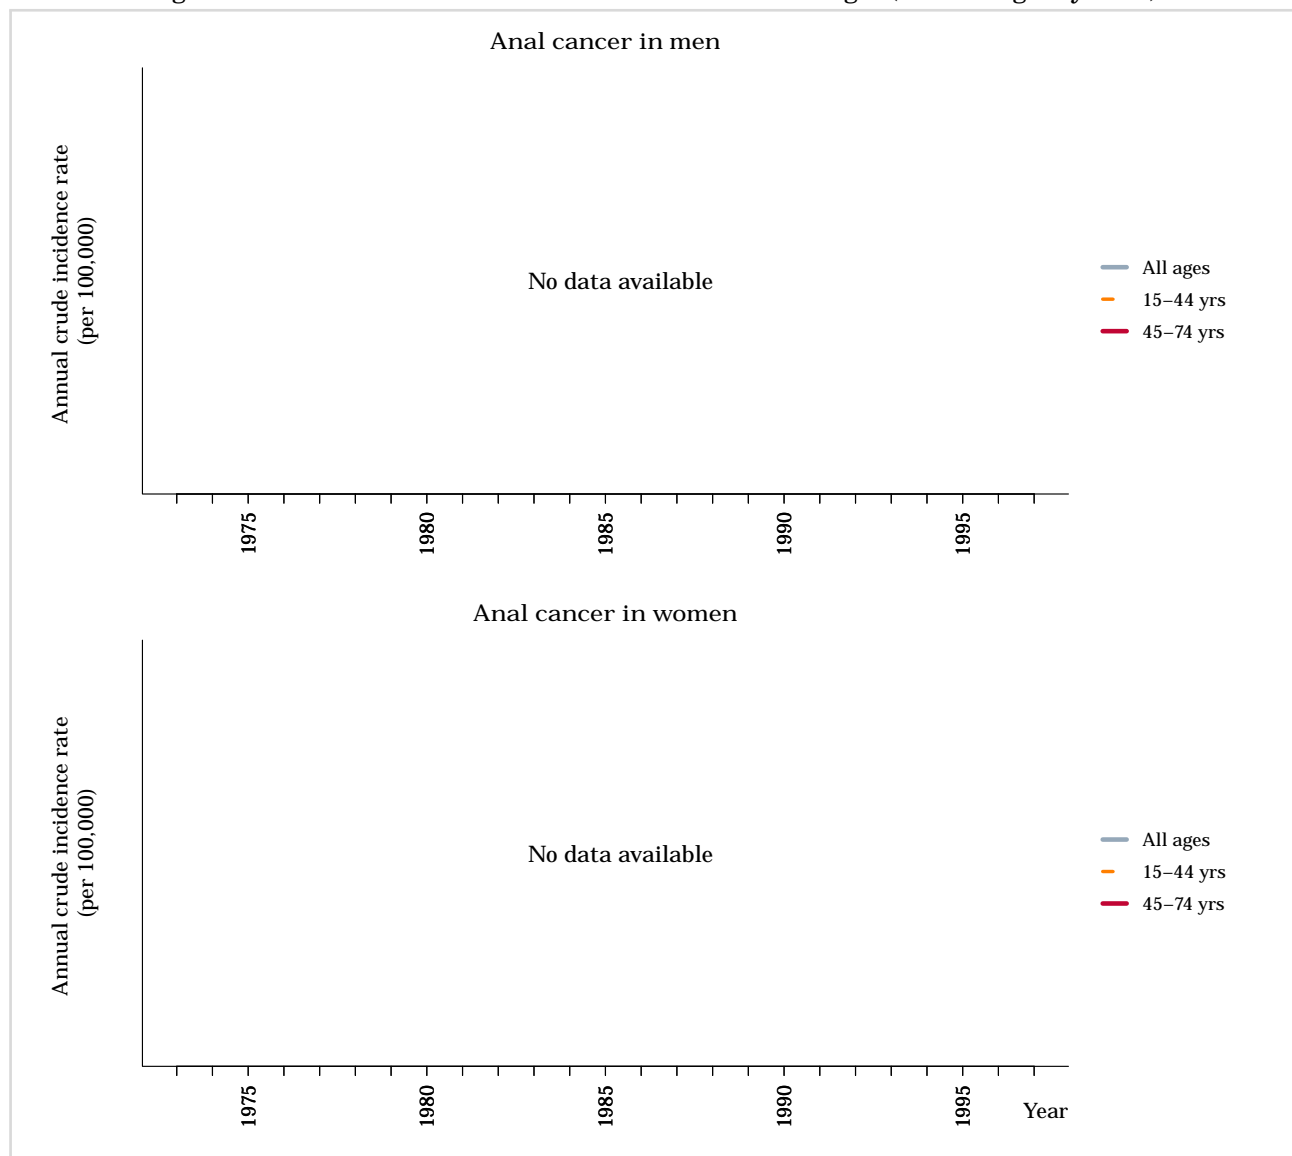 Anal cancer in men
Annual crude incidence rate
(per 100,000)
No data available
All ages
15–44 yrs
45–74 yrs
1975
1980
1985
1990
1995
Anal cancer in women
Annual crude incidence rate
(per 100,000)
No data available
All ages
15–44 yrs
45–74 yrs
1975
1980
1985
1990
1995
Year